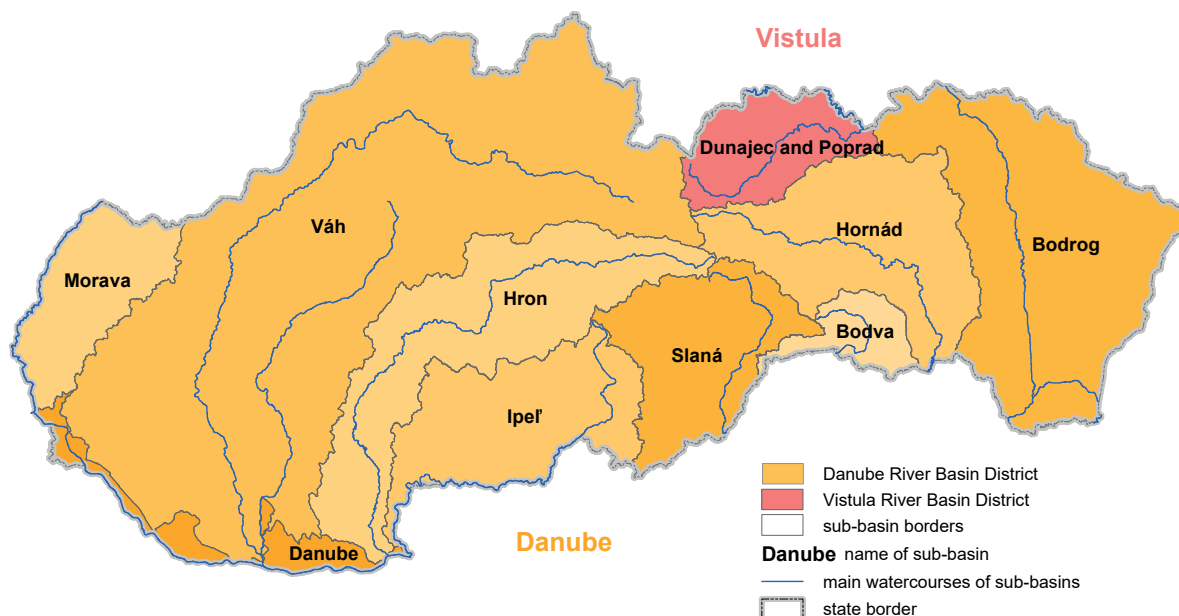 Vistula
Dunajec and Poprad
Váh
Hornád
Bodrog
Morava
Hron
Bodva
Slaná
Ipeľ
Danube
Danube
Danube River Basin District
Vistula River Basin District
sub-basin borders
Danube name of sub-basin
main watercourses of sub-basins
state border